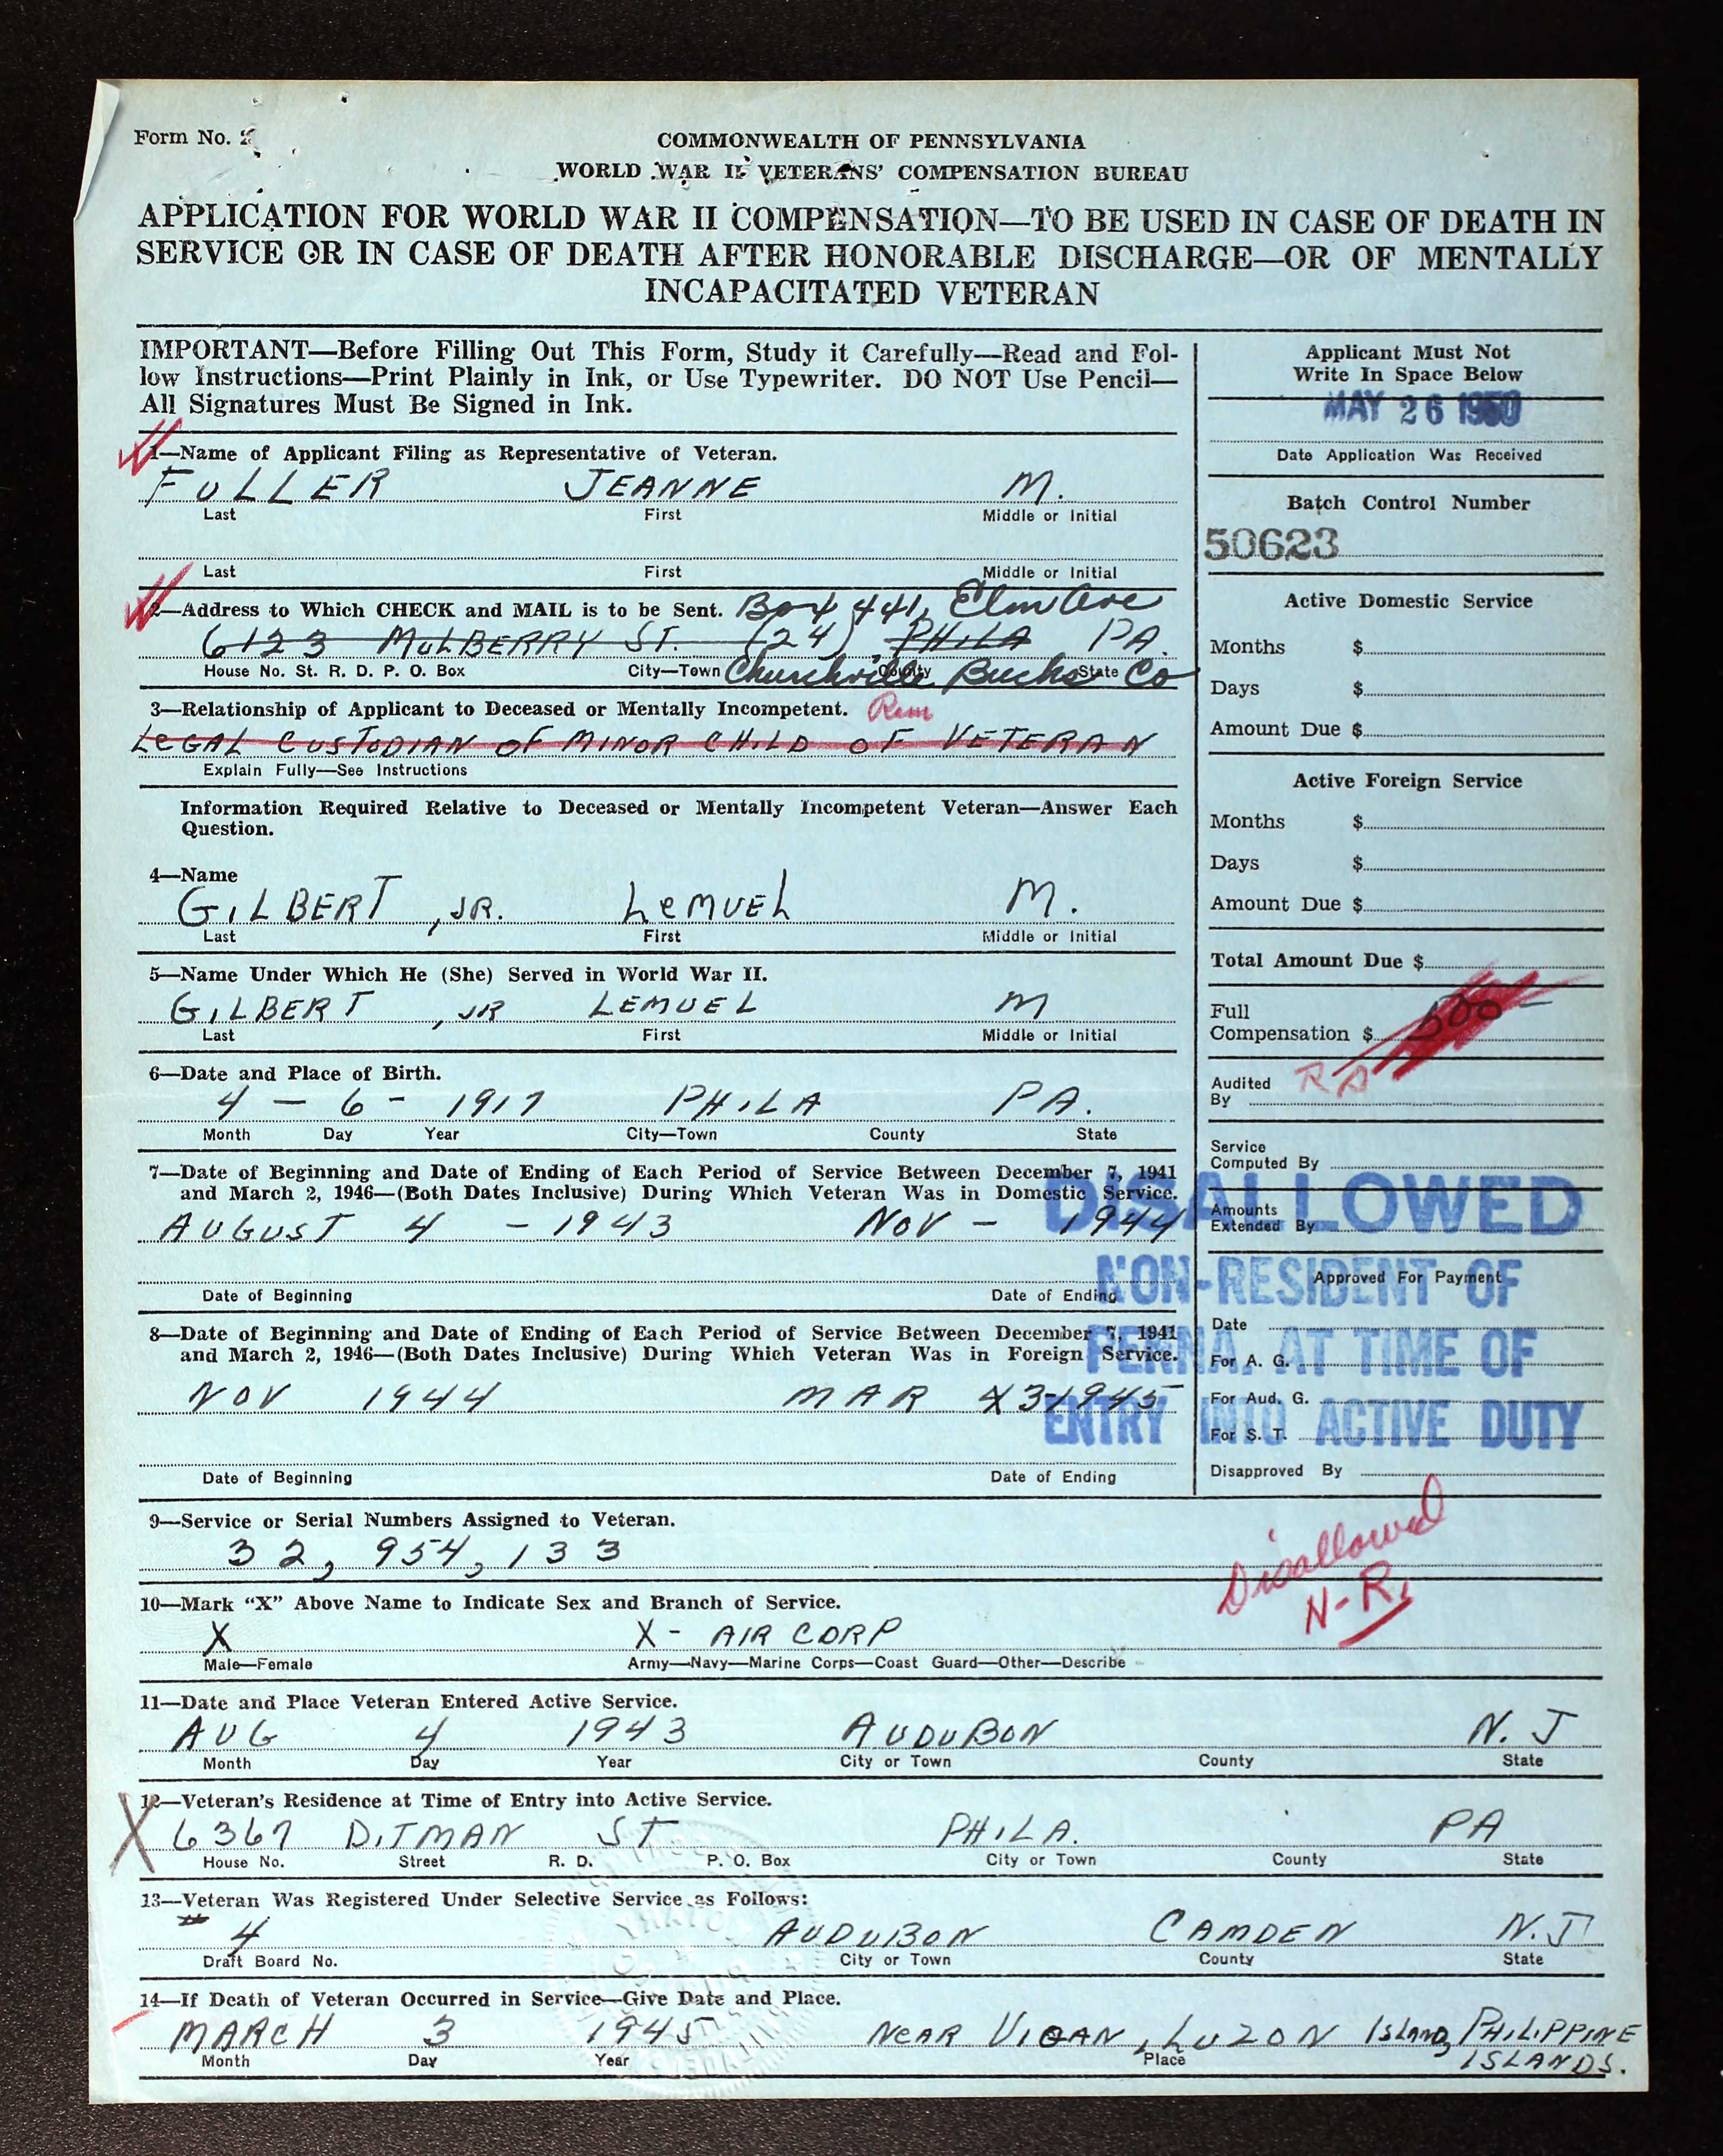 Form No. 2
COMMONWEALTH OF PENNSYLVANIA
WORLD WAR II VETERANS' COMPENSATION BUREAU
APPLICATION FOR WORLD WAR II COMPENSATION—TO BE USED IN CASE OF DEATH IN
SERVICE OR IN CASE OF DEATH AFTER HONORABLE DISCHARGE—OR OF MENTALLY
INCAPACITATED VETERAN
IMPORTANT—Before Filling Out This Form, Study it Carefully—Read and Fol-
low Instructions—Print Plainly in Ink, or Use Typewriter. DO NOT Use Pencil—
All Signatures Must Be Signed in Ink.
Applicant Must Not
Write In Space Below
MAY 26 1950
Date Application Was Received
1—Name of Applicant Filing as Representative of Veteran.
FULLER JEANNE M.
Last First Middle or Initial
Last First Middle or Initial
Batch Control Number
50623
2—Address to Which CHECK and MAIL is to be Sent. Box 441, Elm Ave
6123 MULBERRY ST. (24) PHILA PA.
House No. St. R. D. P. O. Box City—Town County State
Churchville Bucks Co
3—Relationship of Applicant to Deceased or Mentally Incompetent. Rem
LEGAL CUSTODIAN OF MINOR CHILD OF VETERAN
Explain Fully—See Instructions
Active Domestic Service
Months $
Days $
Amount Due $
Active Foreign Service
Months $
Days $
Amount Due $
Total Amount Due $
Full
Compensation $ 500 —
Audited
By
RA
Service
Computed By
Amounts
Extended By
Approved For Payment
Date
For A. G.
For Aud. G.
For S. T.
Disapproved By
DISALLOWED
NON-RESIDENT OF
PENNA. AT TIME OF
ENTRY INTO ACTIVE DUTY
Information Required Relative to Deceased or Mentally Incompetent Veteran—Answer Each
Question.
4—Name
GILBERT, JR. LEMUEL M.
Last First Middle or Initial
5—Name Under Which He (She) Served in World War II.
GILBERT, JR LEMUEL M
Last First Middle or Initial
6—Date and Place of Birth.
4 - 6 - 1917 PHILA PA.
Month Day Year City—Town County State
7—Date of Beginning and Date of Ending of Each Period of Service Between December 7, 1941
and March 2, 1946—(Both Dates Inclusive) During Which Veteran Was in Domestic Service.
AUGUST 4 - 1943 NOV - 1944
Date of Beginning Date of Ending
8—Date of Beginning and Date of Ending of Each Period of Service Between December 7, 1941
and March 2, 1946—(Both Dates Inclusive) During Which Veteran Was in Foreign Service.
NOV 1944 MAR 3-1945
Date of Beginning Date of Ending
9—Service or Serial Numbers Assigned to Veteran.
32,954,133
Disallowed
N-R.
10—Mark "X" Above Name to Indicate Sex and Branch of Service.
X X- AIR CORP
Male—Female Army—Navy—Marine Corps—Coast Guard—Other—Describe
11—Date and Place Veteran Entered Active Service.
AUG 4 1943 AUDUBON N. J
Month Day Year City or Town County State
12—Veteran's Residence at Time of Entry into Active Service.
X 6367 DITMAN ST PHILA. PA
House No. Street R. D. P. O. Box City or Town County State
13—Veteran Was Registered Under Selective Service as Follows:
# 4 AUDUBON CAMDEN N.J
Draft Board No. City or Town County State
14—If Death of Veteran Occurred in Service—Give Date and Place.
MARCH 3 1945 NEAR VIGAN, LUZON ISLAND, PHILIPPINE
ISLANDS.
Month Day Year Place